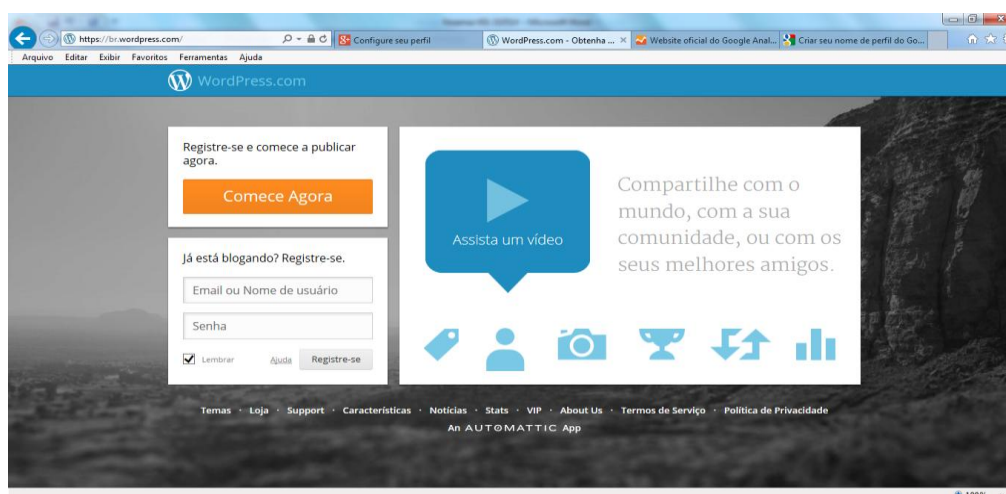 https://br.wordpress.com/
Configure seu perfil
WordPress.com - Obtenha ...
Website oficial do Google Anal...
Criar seu nome de perfil do Go...
Arquivo Editar Exibir Favoritos Ferramentas Ajuda
WordPress.com
Registre-se e comece a publicar
agora.
Comece Agora
Já está blogando? Registre-se.
Email ou Nome de usuário
Senha
Lembrar Ajuda Registre-se
Assista um vídeo
Compartilhe com o
mundo, com a sua
comunidade, ou com os
seus melhores amigos.
Temas · Loja · Support · Características · Notícias · Stats · VIP · About Us · Termos de Serviço · Política de Privacidade
An AUTOMATTIC App